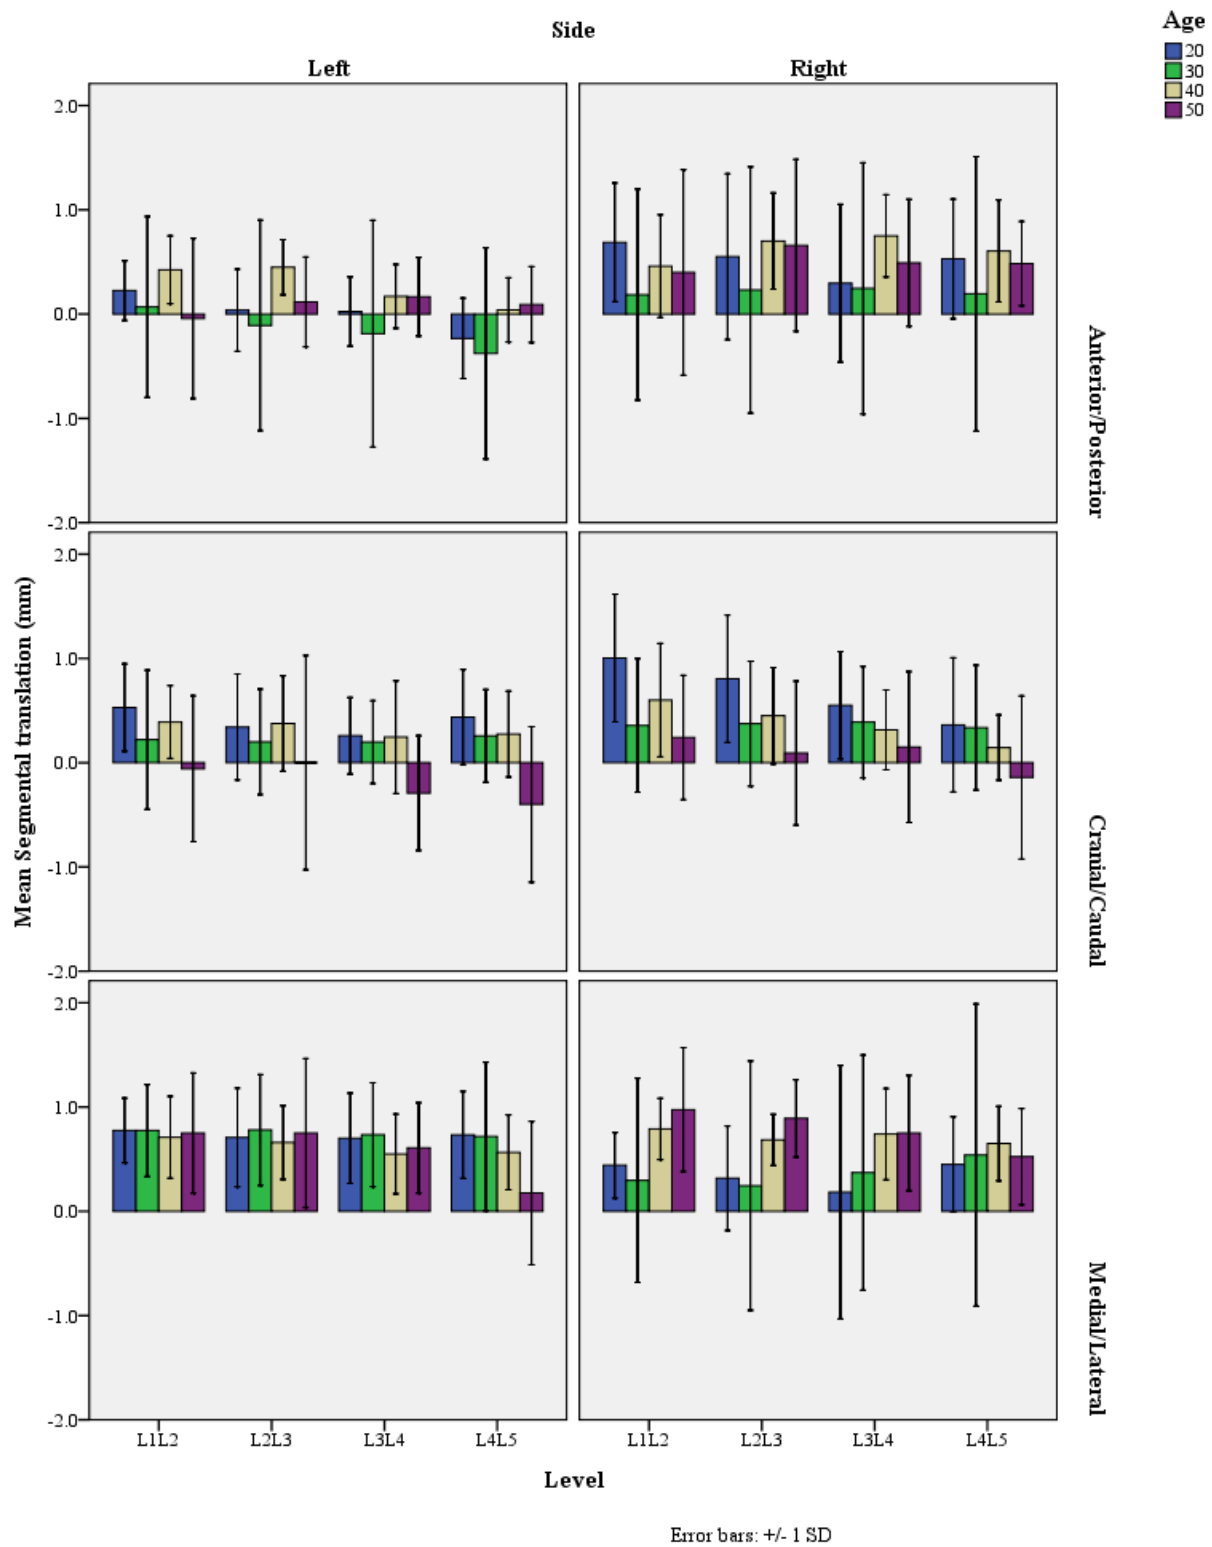 Side
Age
20
30
40
50
Left
Right
2.0
1.0
0.0
-1.0
-2.0
Anterior/Posterior
Mean Segmental translation (mm)
2.0
1.0
0.0
-1.0
-2.0
Cranial/Caudal
2.0
1.0
0.0
-1.0
-2.0
Medial/Lateral
L1L2 L2L3 L3L4 L4L5
L1L2 L2L3 L3L4 L4L5
Level
Error bars: +/- 1 SD